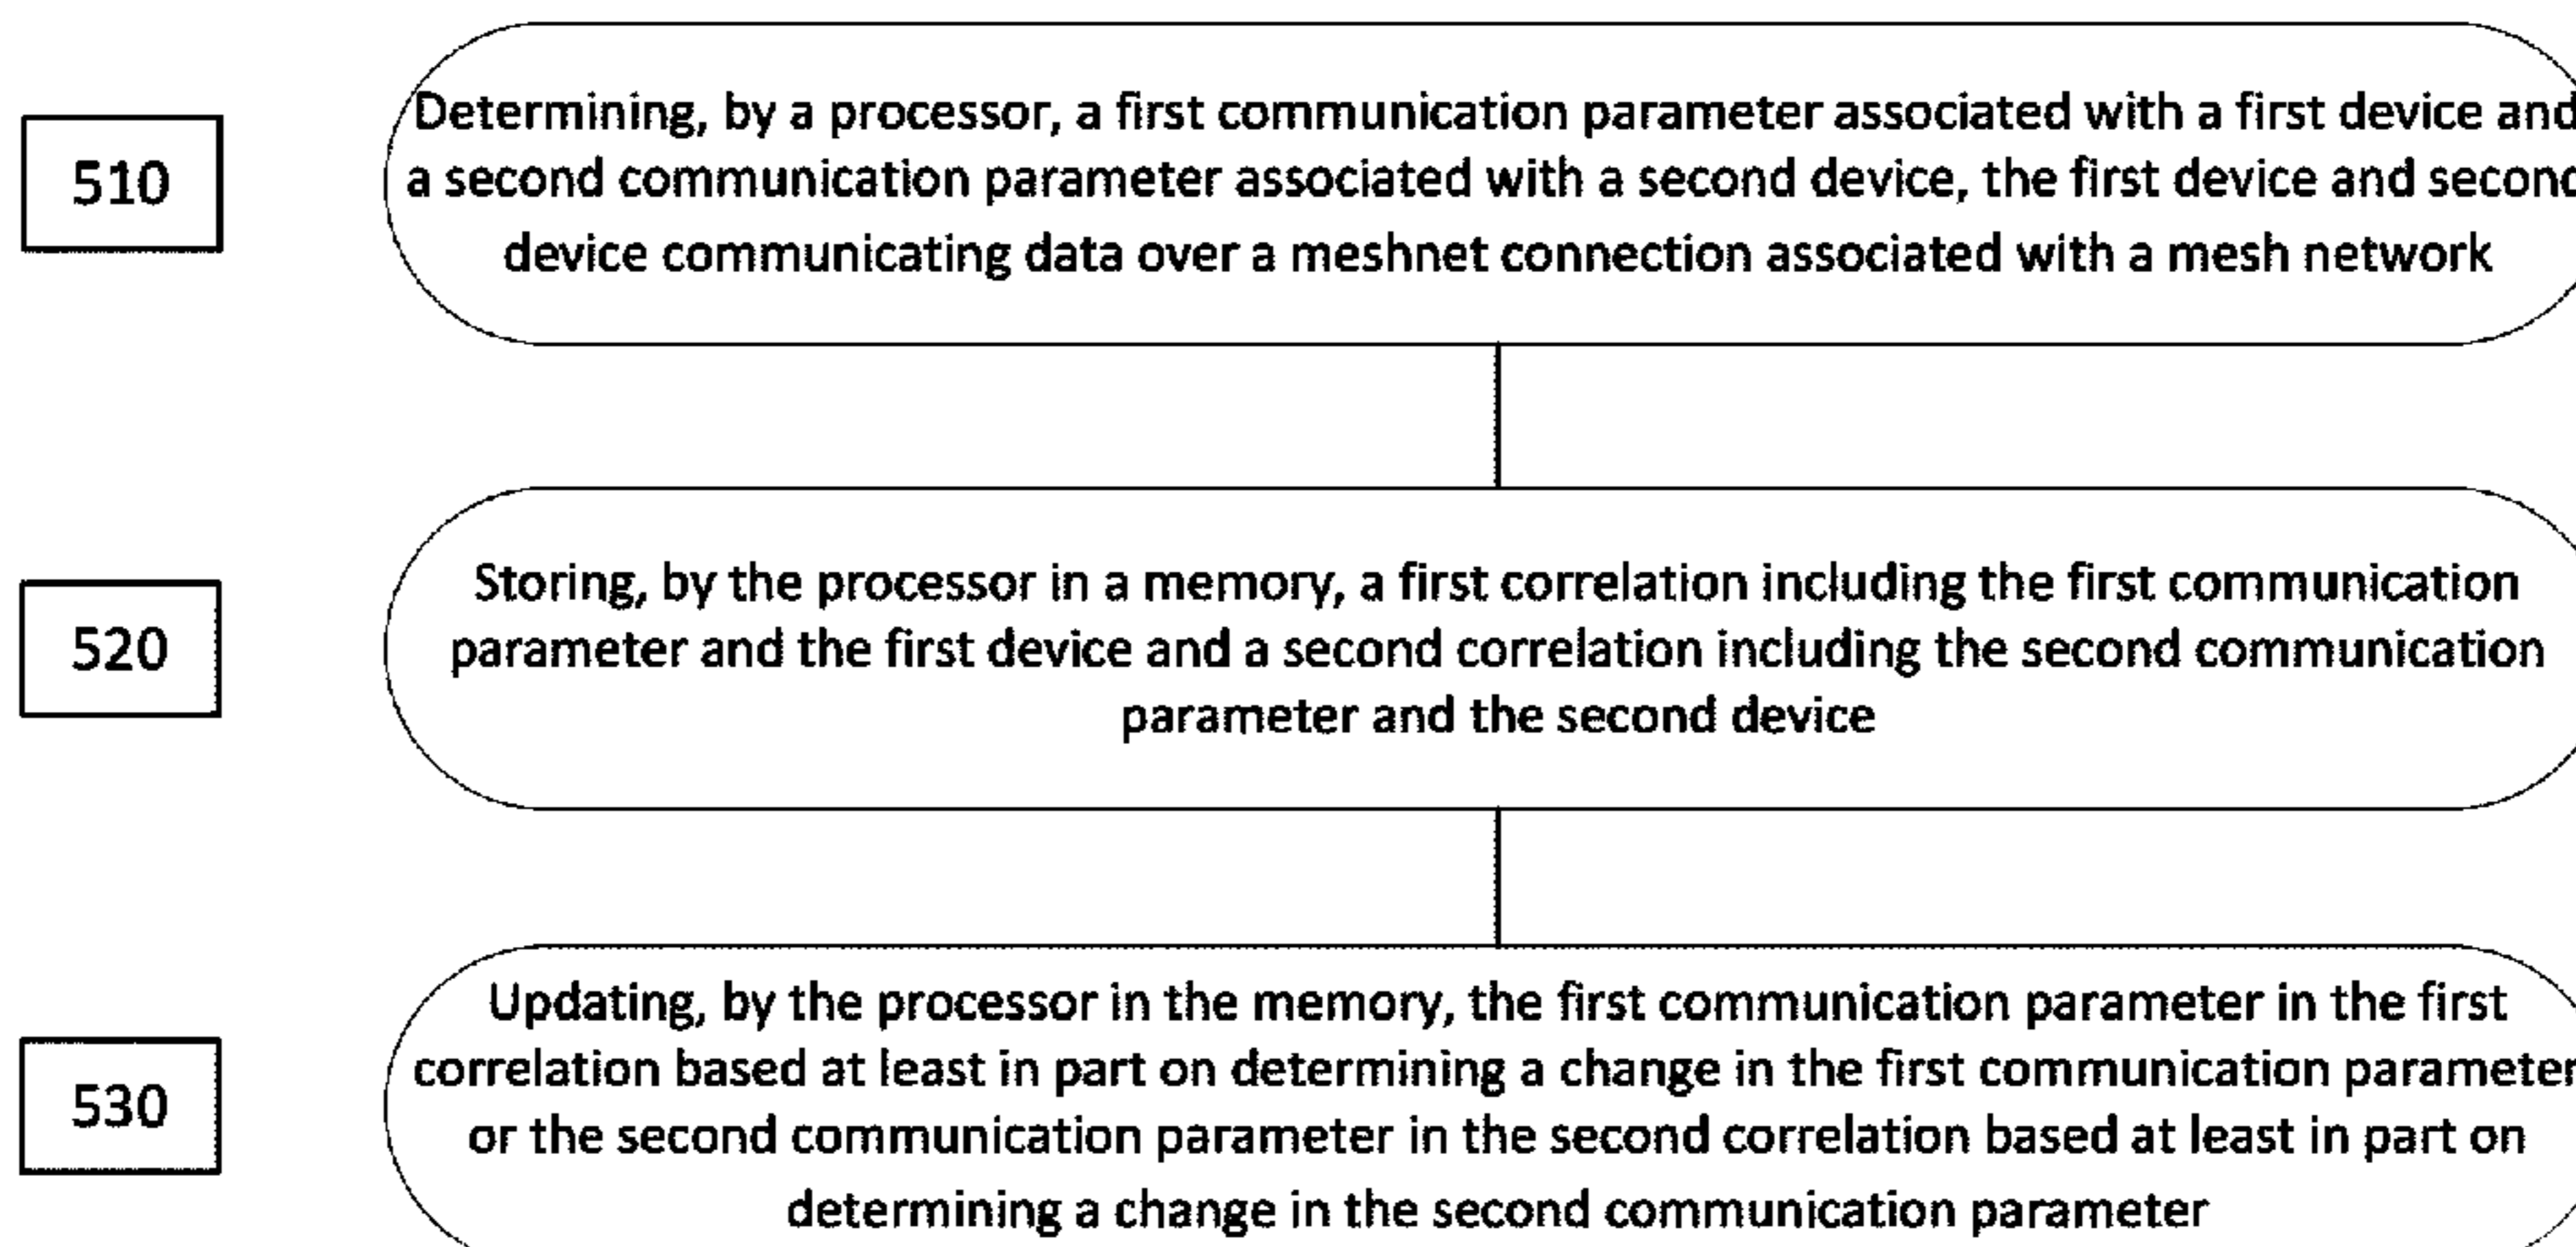 510
Determining, by a processor, a first communication parameter associated with a first device and
a second communication parameter associated with a second device, the first device and second
device communicating data over a meshnet connection associated with a mesh network
520
Storing, by the processor in a memory, a first correlation including the first communication
parameter and the first device and a second correlation including the second communication
parameter and the second device
530
Updating, by the processor in the memory, the first communication parameter in the first
correlation based at least in part on determining a change in the first communication parameter
or the second communication parameter in the second correlation based at least in part on
determining a change in the second communication parameter